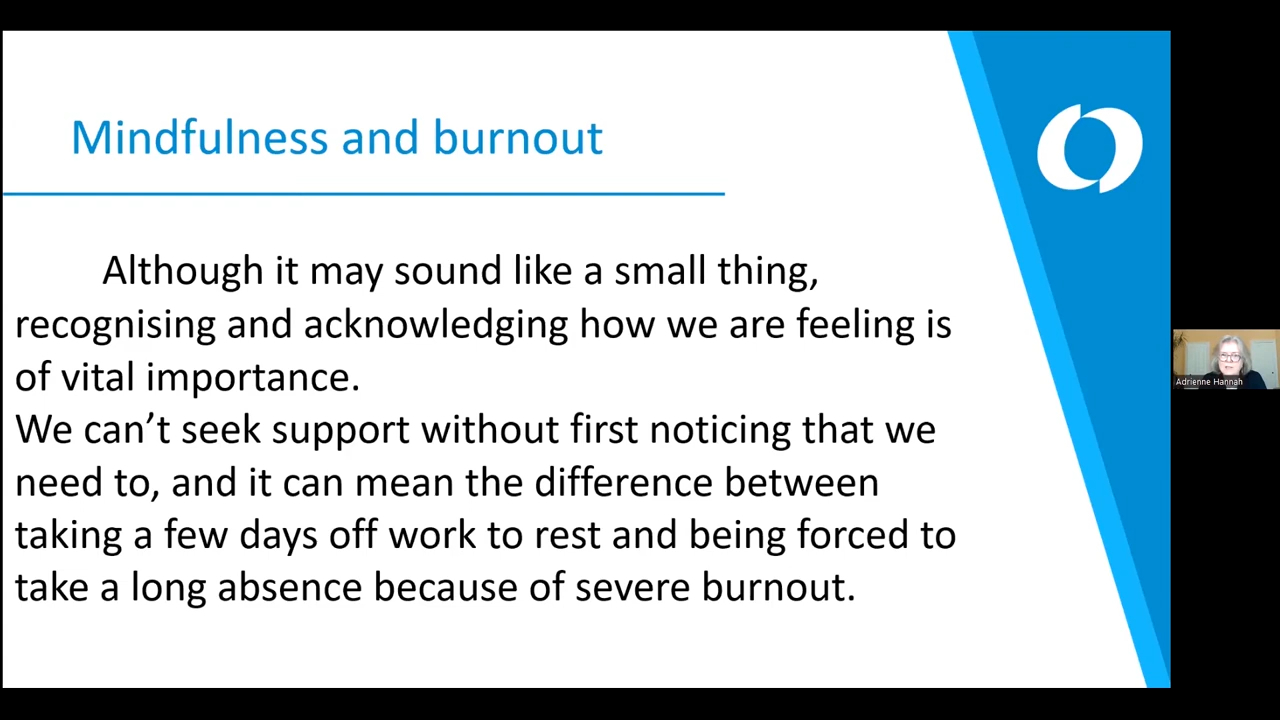 Mindfulness and burnout
Although it may sound like a small thing,
recognising and acknowledging how we are feeling is
of vital importance.
We can’t seek support without first noticing that we
need to, and it can mean the difference between
taking a few days off work to rest and being forced to
take a long absence because of severe burnout.
Adrienne Hannah